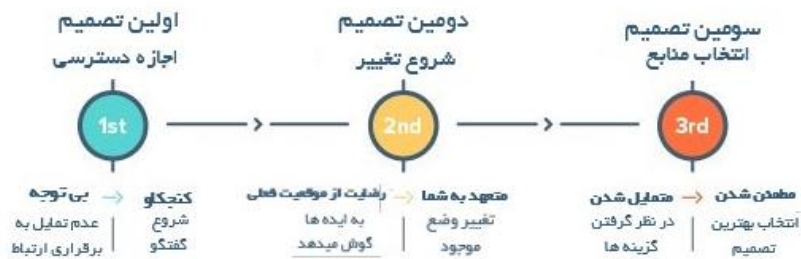 اولین تصمیم
اجازه دسترسی
دومین تصمیم
شروع تغییر
سومین تصمیم
انتخاب منابع
1st
2nd
3rd
بی توجه
عدم تمایل به
برقراری ارتباط
کنجکاو
شروع
گفتگو
رضایت از موقعیت فعلی
به ایده ها
گوش میدهد
متعهد به شما
تغییر وضع
موجود
متمایل شدن
در نظر گرفتن
گزینه ها
مطمئن شدن
انتخاب بهترین
تصمیم